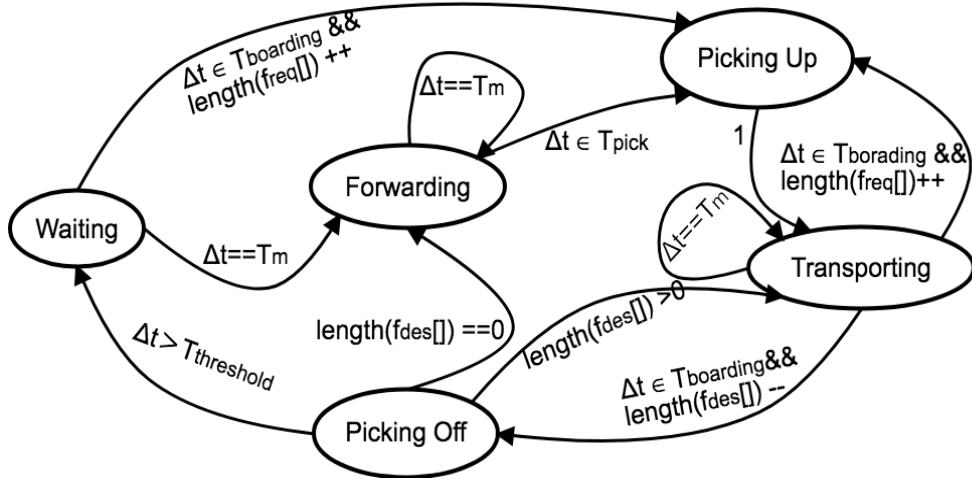 Δt ∈ Tboarding &&
length(freq[]) ++
Picking Up
Δt==Tm
Δt ∈ Tpick
1
Δt ∈ Tborading &&
length(freq[])++
Forwarding
Waiting
Δt==Tm
Δt==Tm
Transporting
length(fdes[]) ==0
length(fdes[]) >0
Δt > Tthreshold
Δt ∈ Tboarding&&
length(fdes[]) --
Picking Off